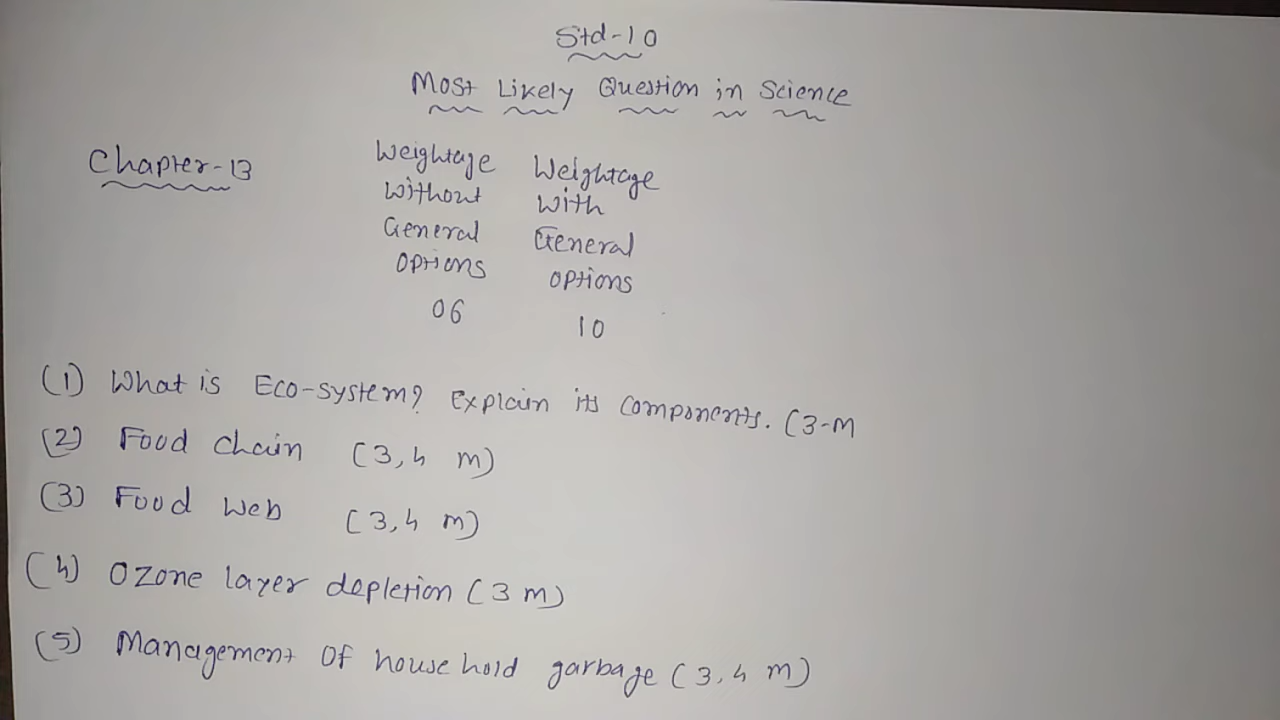 Std-10
Most Likely Question in Science
Chapter-13
Weightage Weightage
without with
General General
options options
06 10
(1) What is Eco-system? Explain its components. (3-M
(2) Food chain (3,4 m)
(3) Food web (3,4 m)
(4) Ozone layer depletion (3 m)
(5) Management of house hold garbage (3,4 m)